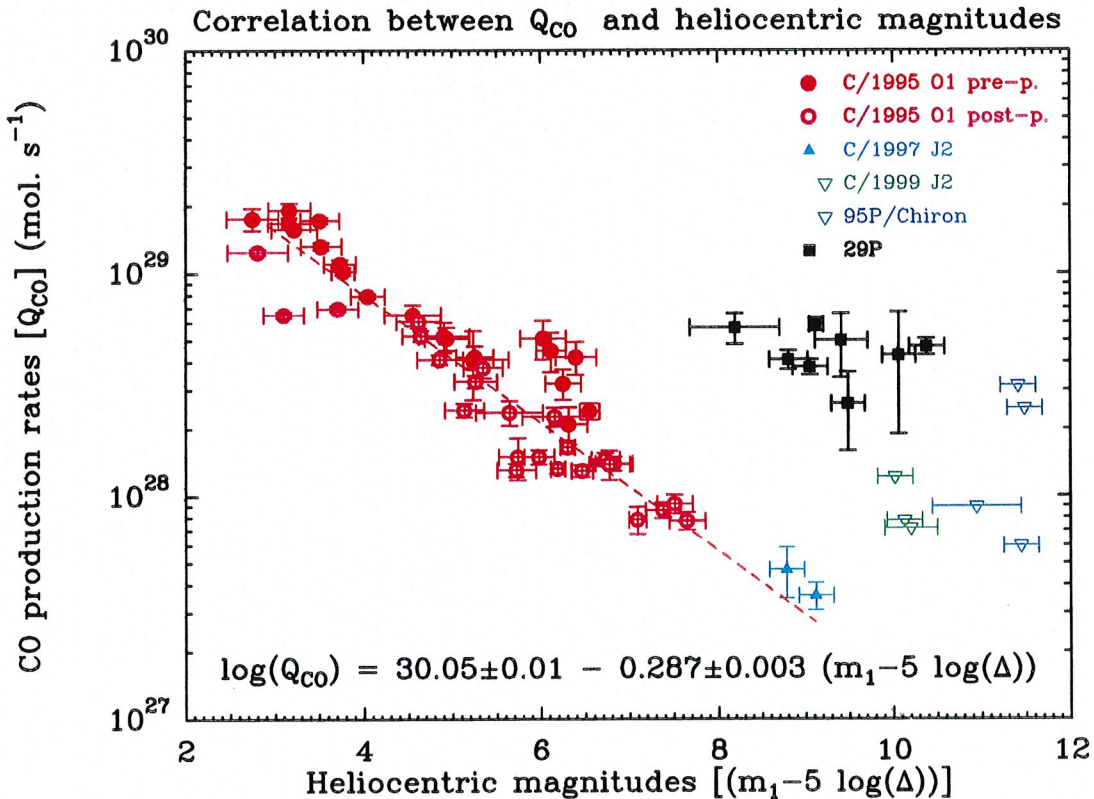 Correlation between Q_CO and heliocentric magnitudes
10^30
10^29
10^28
10^27
CO production rates [Q_CO] (mol. s^−1)
C/1995 O1 pre−p.
C/1995 O1 post−p.
C/1997 J2
C/1999 J2
95P/Chiron
29P
log(Q_CO) = 30.05±0.01 − 0.287±0.003 (m_1−5 log(Δ))
2 4 6 8 10 12
Heliocentric magnitudes [(m_1−5 log(Δ))]